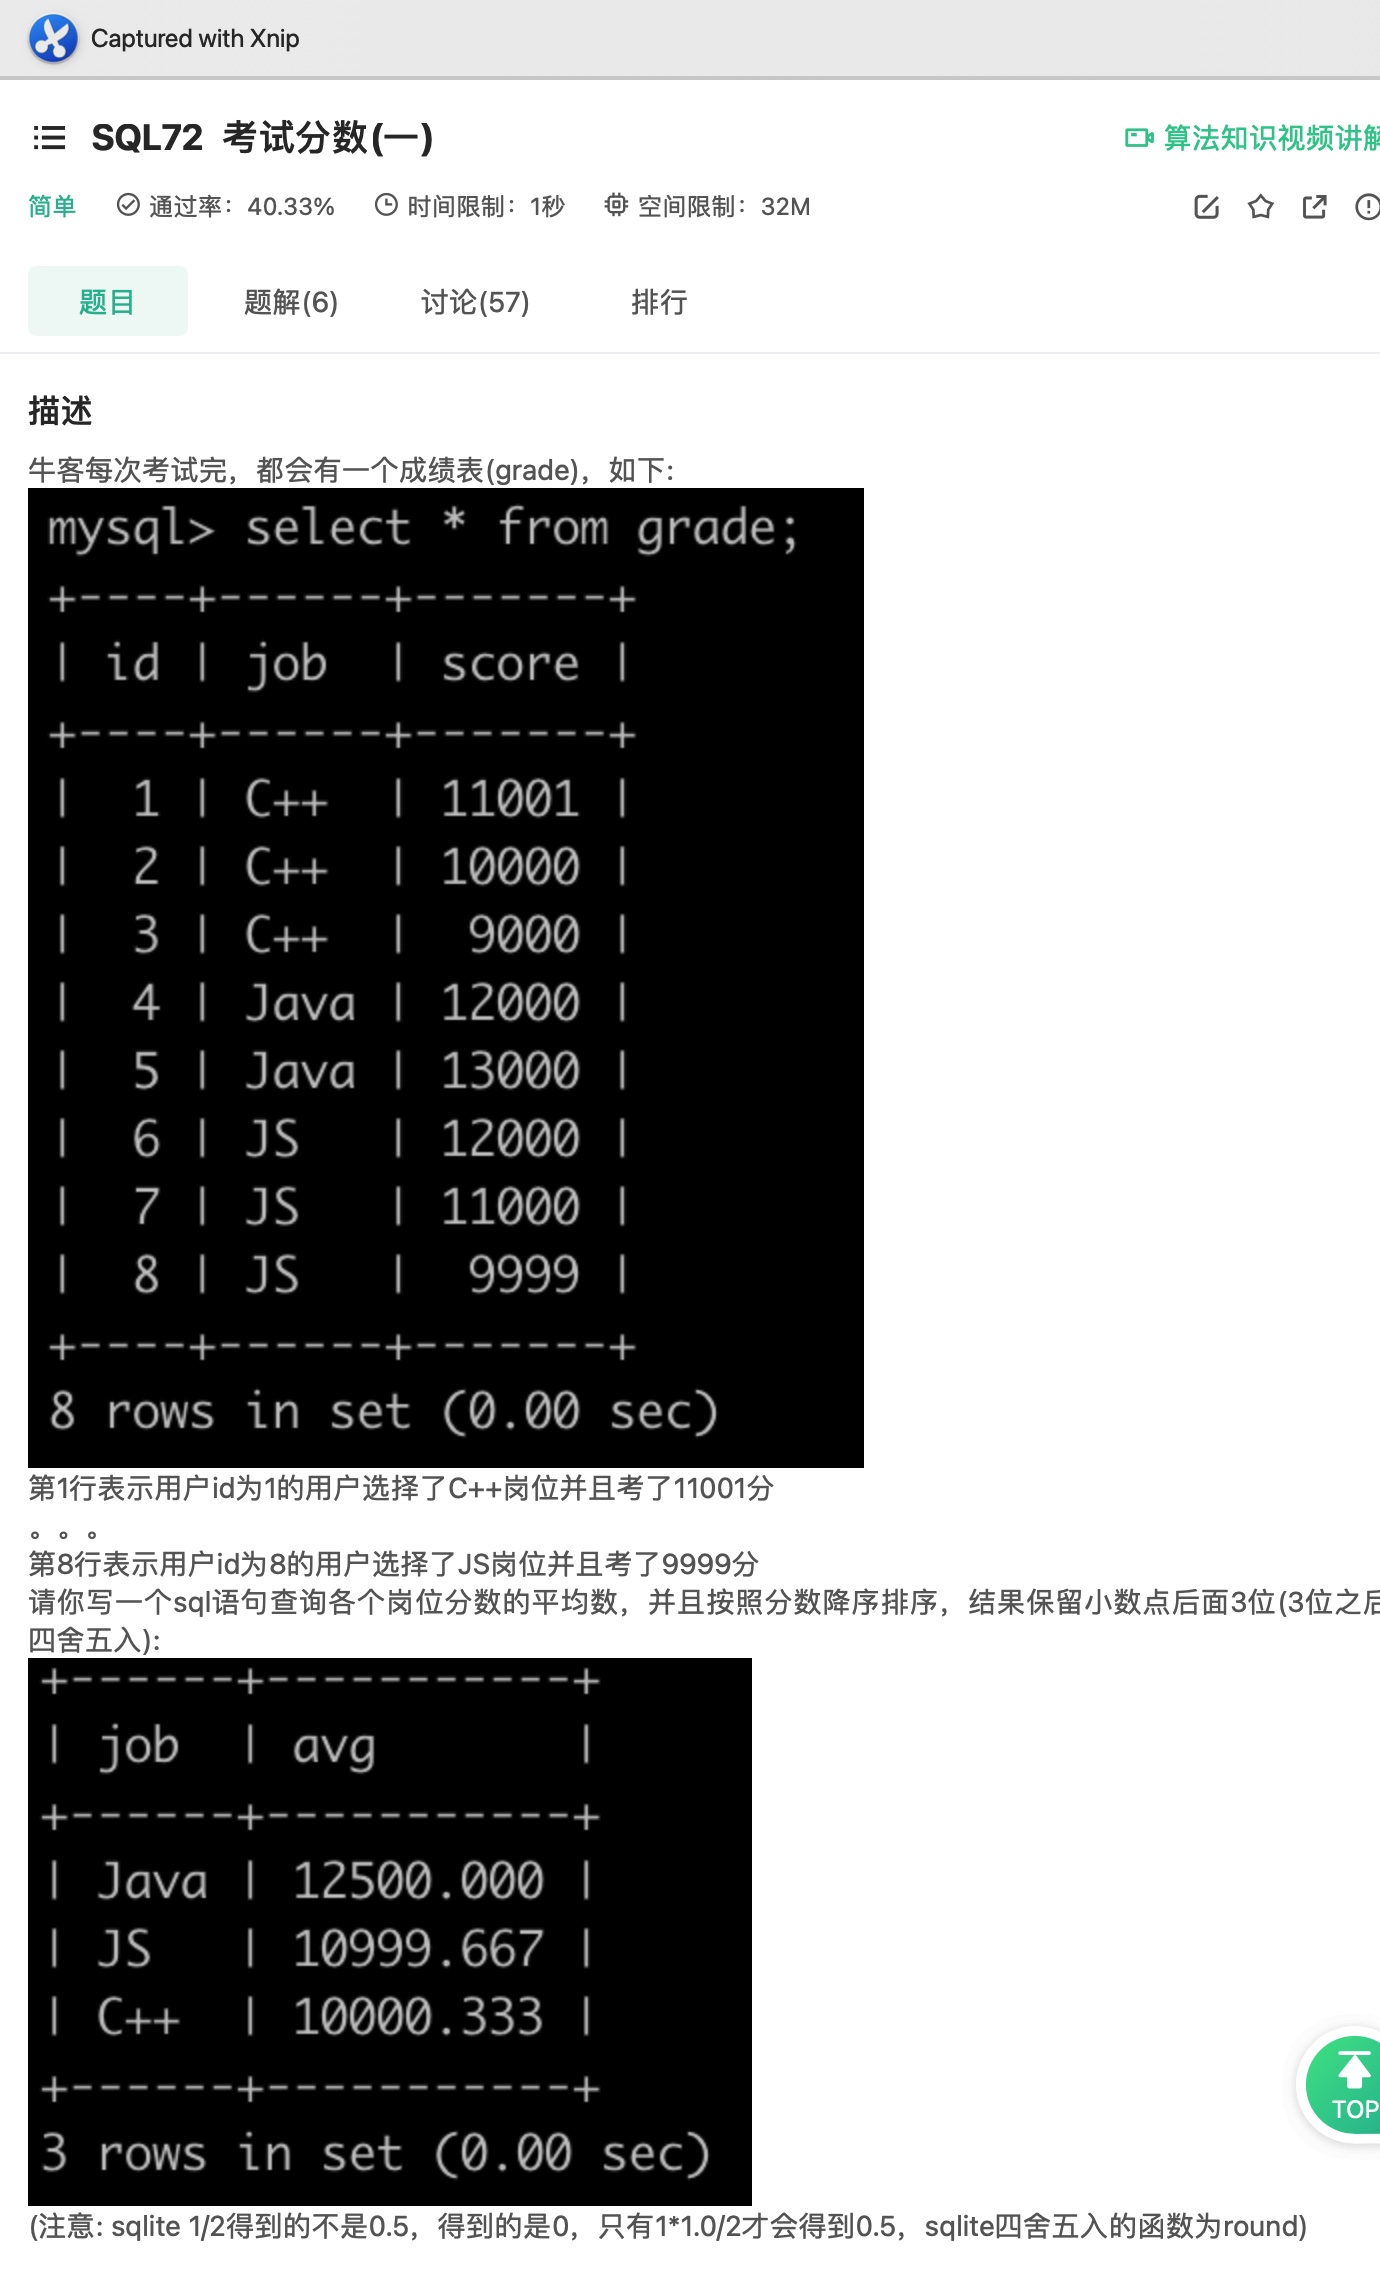 Captured with Xnip
SQL72 考试分数(一)
算法知识视频讲解
简单 通过率：40.33% 时间限制：1秒 空间限制：32M
题目 题解(6) 讨论(57) 排行
描述
牛客每次考试完，都会有一个成绩表(grade)，如下:
mysql> select * from grade;
+----+------+-------+
| id | job  | score |
+----+------+-------+
|  1 | C++  | 11001 |
|  2 | C++  | 10000 |
|  3 | C++  |  9000 |
|  4 | Java | 12000 |
|  5 | Java | 13000 |
|  6 | JS   | 12000 |
|  7 | JS   | 11000 |
|  8 | JS   |  9999 |
+----+------+-------+
8 rows in set (0.00 sec)
第1行表示用户id为1的用户选择了C++岗位并且考了11001分
。。。
第8行表示用户id为8的用户选择了JS岗位并且考了9999分
请你写一个sql语句查询各个岗位分数的平均数，并且按照分数降序排序，结果保留小数点后面3位(3位之后
四舍五入):
+------+-----------+
| job  | avg       |
+------+-----------+
| Java | 12500.000 |
| JS   | 10999.667 |
| C++  | 10000.333 |
+------+-----------+
3 rows in set (0.00 sec)
TOP
(注意: sqlite 1/2得到的不是0.5，得到的是0，只有1*1.0/2才会得到0.5，sqlite四舍五入的函数为round)